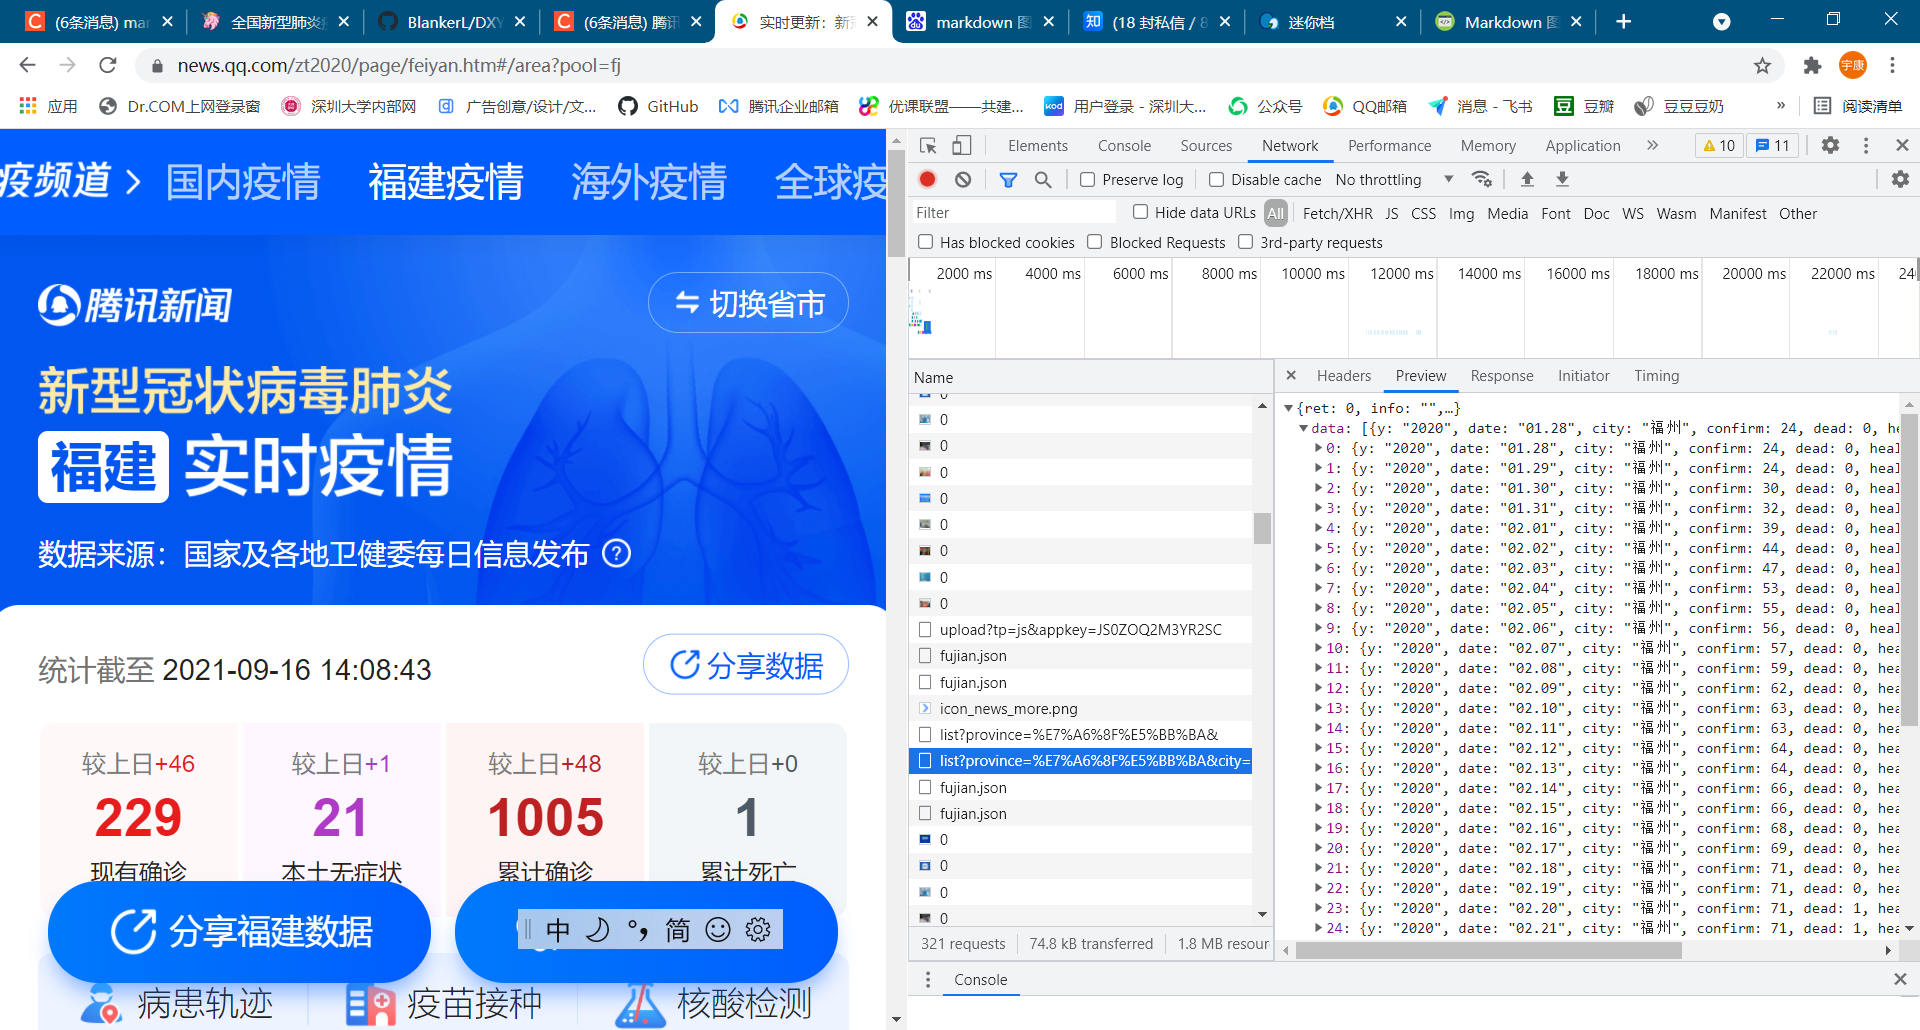 (6条消息) mar
全国新型肺炎疫
BlankerL/DXY
(6条消息) 腾讯
实时更新：新冠
markdown 图
(18 封私信 / 8
迷你档
Markdown 图
news.qq.com/zt2020/page/feiyan.htm#/area?pool=fj
宇康
应用
Dr.COM上网登录窗
深圳大学内部网
广告创意/设计/文...
GitHub
腾讯企业邮箱
优课联盟——共建...
用户登录 - 深圳大...
公众号
QQ邮箱
消息 - 飞书
豆瓣
豆豆豆奶
»
阅读清单
疫频道
国内疫情
福建疫情
海外疫情
全球疫
腾讯新闻
切换省市
新型冠状病毒肺炎
福建 实时疫情
数据来源：国家及各地卫健委每日信息发布 ?
统计截至 2021-09-16 14:08:43
分享数据
较上日+46
229
现有确诊
较上日+1
21
本土无症状
较上日+48
1005
累计确诊
较上日+0
1
累计死亡
分享福建数据
中 简
病患轨迹
疫苗接种
核酸检测
Elements Console Sources Network Performance Memory Application » 10 11
Preserve log Disable cache No throttling
Filter Hide data URLs All Fetch/XHR JS CSS Img Media Font Doc WS Wasm Manifest Other
Has blocked cookies Blocked Requests 3rd-party requests
2000 ms 4000 ms 6000 ms 8000 ms 10000 ms 12000 ms 14000 ms 16000 ms 18000 ms 20000 ms 22000 ms 24
Name
0
0
0
0
0
0
0
0
0
upload?tp=js&appkey=JS0ZOQ2M3YR2SC
fujian.json
fujian.json
icon_news_more.png
list?province=%E7%A6%8F%E5%BB%BA&
list?province=%E7%A6%8F%E5%BB%BA&city=
fujian.json
fujian.json
0
0
0
0
321 requests 74.8 kB transferred 1.8 MB resour
Headers Preview Response Initiator Timing
{ret: 0, info: "",…}
data: [{y: "2020", date: "01.28", city: "福州", confirm: 24, dead: 0, he
0: {y: "2020", date: "01.28", city: "福州", confirm: 24, dead: 0, heal
1: {y: "2020", date: "01.29", city: "福州", confirm: 24, dead: 0, heal
2: {y: "2020", date: "01.30", city: "福州", confirm: 30, dead: 0, heal
3: {y: "2020", date: "01.31", city: "福州", confirm: 32, dead: 0, heal
4: {y: "2020", date: "02.01", city: "福州", confirm: 39, dead: 0, heal
5: {y: "2020", date: "02.02", city: "福州", confirm: 44, dead: 0, heal
6: {y: "2020", date: "02.03", city: "福州", confirm: 47, dead: 0, heal
7: {y: "2020", date: "02.04", city: "福州", confirm: 53, dead: 0, heal
8: {y: "2020", date: "02.05", city: "福州", confirm: 55, dead: 0, heal
9: {y: "2020", date: "02.06", city: "福州", confirm: 56, dead: 0, heal
10: {y: "2020", date: "02.07", city: "福州", confirm: 57, dead: 0, hea
11: {y: "2020", date: "02.08", city: "福州", confirm: 59, dead: 0, hea
12: {y: "2020", date: "02.09", city: "福州", confirm: 62, dead: 0, hea
13: {y: "2020", date: "02.10", city: "福州", confirm: 63, dead: 0, hea
14: {y: "2020", date: "02.11", city: "福州", confirm: 63, dead: 0, hea
15: {y: "2020", date: "02.12", city: "福州", confirm: 64, dead: 0, hea
16: {y: "2020", date: "02.13", city: "福州", confirm: 64, dead: 0, hea
17: {y: "2020", date: "02.14", city: "福州", confirm: 66, dead: 0, hea
18: {y: "2020", date: "02.15", city: "福州", confirm: 66, dead: 0, hea
19: {y: "2020", date: "02.16", city: "福州", confirm: 68, dead: 0, hea
20: {y: "2020", date: "02.17", city: "福州", confirm: 69, dead: 0, hea
21: {y: "2020", date: "02.18", city: "福州", confirm: 71, dead: 0, hea
22: {y: "2020", date: "02.19", city: "福州", confirm: 71, dead: 0, hea
23: {y: "2020", date: "02.20", city: "福州", confirm: 71, dead: 1, hea
24: {y: "2020", date: "02.21", city: "福州", confirm: 71, dead: 1, hea
Console